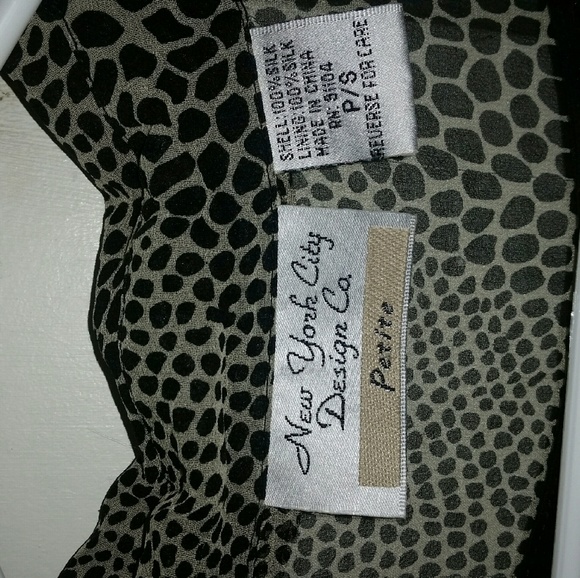 SHELL:100%SILK
LINING:100%SILK
MADE IN CHINA
RN: 91104
P/S
REVERSE FOR CARE
New York City
Design Co.
Petite